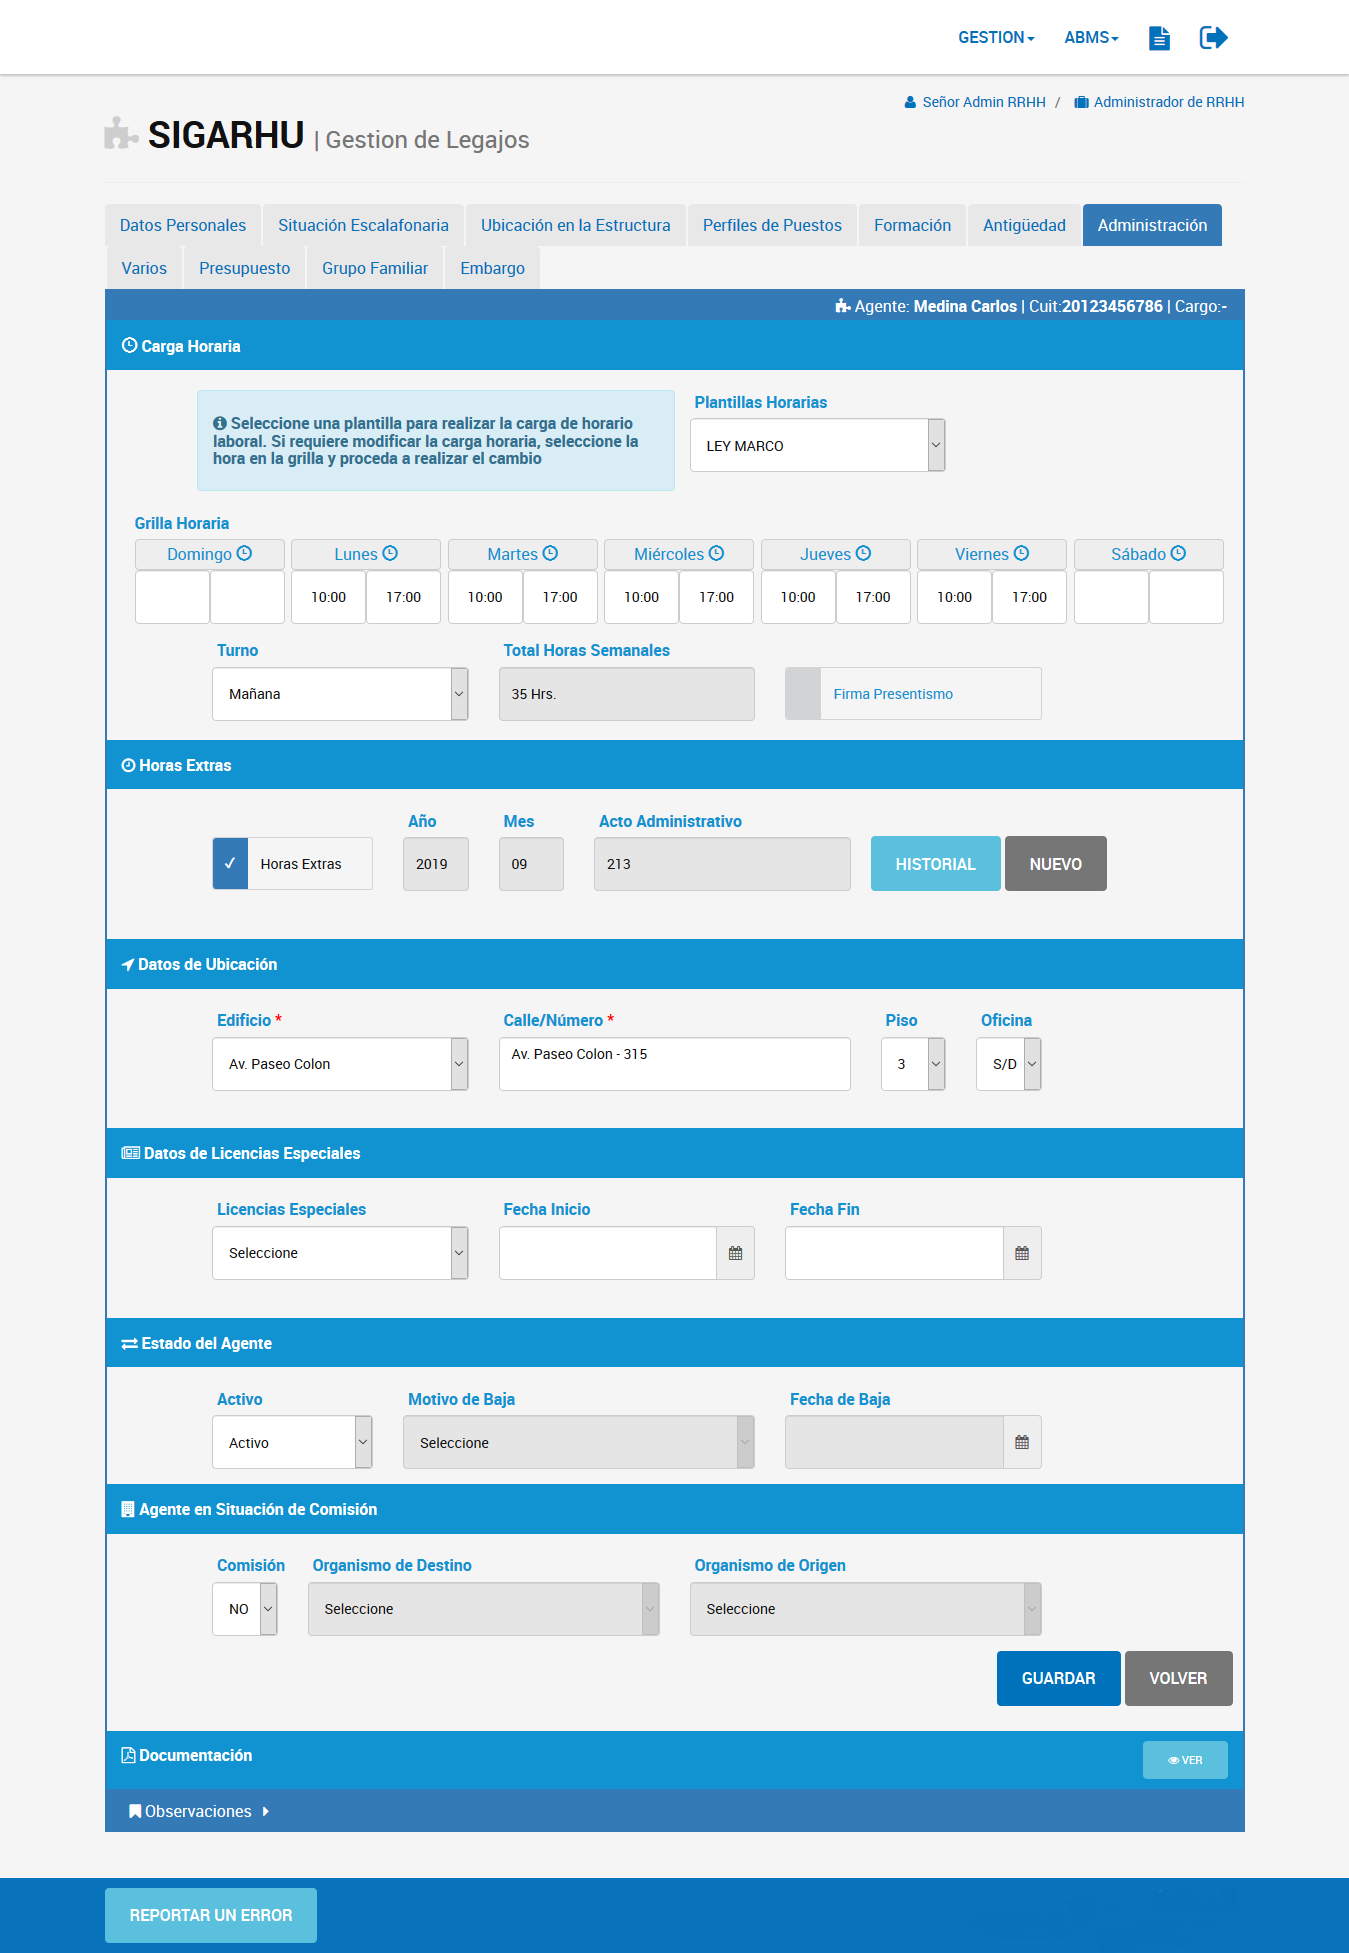 GESTION ABMS
Señor Admin RRHH / Administrador de RRHH
SIGARHU | Gestion de Legajos
Datos Personales Situación Escalafonaria Ubicación en la Estructura Perfiles de Puestos Formación Antigüedad Administración
Varios Presupuesto Grupo Familiar Embargo
Agente: Medina Carlos | Cuit:20123456786 | Cargo:-
Carga Horaria
Seleccione una plantilla para realizar la carga de horario
laboral. Si requiere modificar la carga horaria, seleccione la
hora en la grilla y proceda a realizar el cambio
Plantillas Horarias
LEY MARCO
Grilla Horaria
Domingo Lunes Martes Miércoles Jueves Viernes Sábado
10:00 17:00 10:00 17:00 10:00 17:00 10:00 17:00 10:00 17:00
Turno Total Horas Semanales
Mañana 35 Hrs. Firma Presentismo
Horas Extras
Año Mes Acto Administrativo
Horas Extras 2019 09 213 HISTORIAL NUEVO
Datos de Ubicación
Edificio * Calle/Número * Piso Oficina
Av. Paseo Colon Av. Paseo Colon - 315 3 S/D
Datos de Licencias Especiales
Licencias Especiales Fecha Inicio Fecha Fin
Seleccione
Estado del Agente
Activo Motivo de Baja Fecha de Baja
Activo Seleccione
Agente en Situación de Comisión
Comisión Organismo de Destino Organismo de Origen
NO Seleccione Seleccione
GUARDAR VOLVER
Documentación VER
Observaciones
REPORTAR UN ERROR